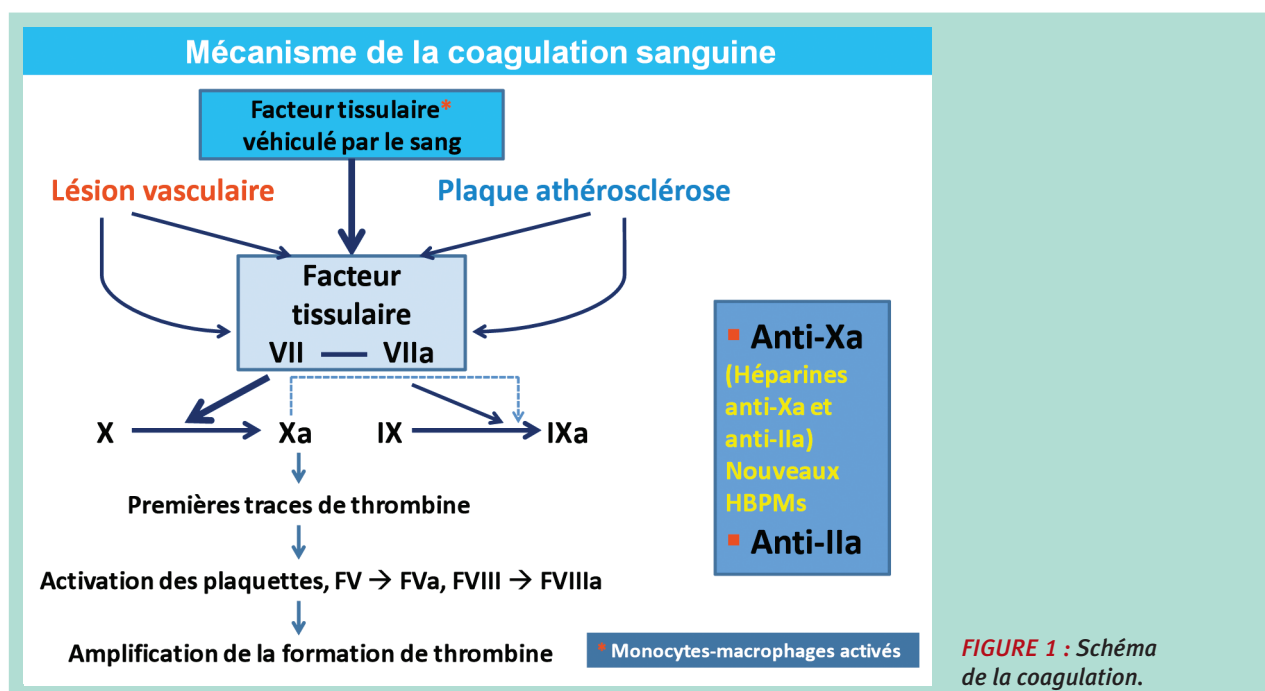 Mécanisme de la coagulation sanguine
Facteur tissulaire*
véhiculé par le sang
Lésion vasculaire
Plaque athérosclérose
Facteur
tissulaire
VII — VIIa
X
Xa
IX
IXa
Premières traces de thrombine
Activation des plaquettes, FV → FVa, FVIII → FVIIIa
Amplification de la formation de thrombine
▪ Anti-Xa
(Héparines
anti-Xa et
anti-IIa)
Nouveaux
HBPMs
▪ Anti-IIa
* Monocytes-macrophages activés
FIGURE 1 : Schéma
de la coagulation.